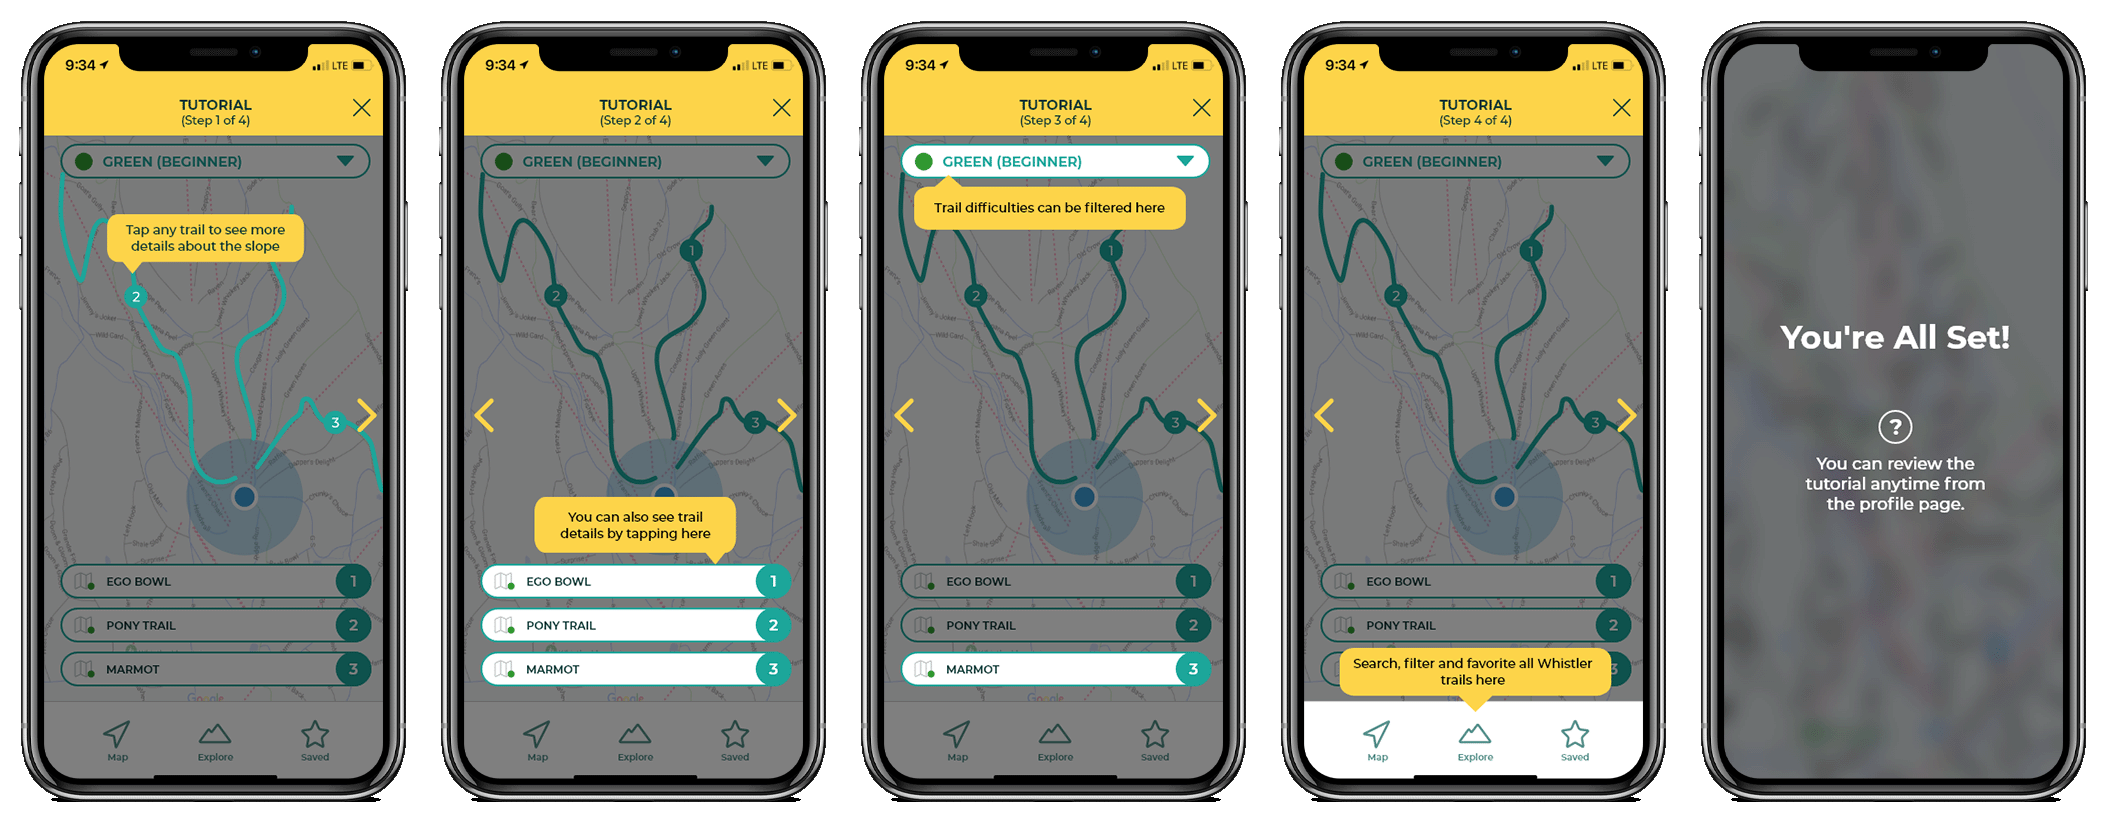 9:34
LTE
TUTORIAL
(Step 1 of 4)
GREEN (BEGINNER)
Tap any trail to see more
details about the slope
2
3
EGO BOWL 1
PONY TRAIL 2
MARMOT 3
Google
Map Explore Saved
9:34
LTE
TUTORIAL
(Step 2 of 4)
GREEN (BEGINNER)
1
2
3
You can also see trail
details by tapping here
EGO BOWL 1
PONY TRAIL 2
MARMOT 3
Google
Map Explore Saved
9:34
LTE
TUTORIAL
(Step 3 of 4)
GREEN (BEGINNER)
Trail difficulties can be filtered here
1
2
3
EGO BOWL 1
PONY TRAIL 2
MARMOT 3
Google
Map Explore Saved
9:34
LTE
TUTORIAL
(Step 4 of 4)
GREEN (BEGINNER)
1
2
3
EGO BOWL 1
PONY TRAIL 2
Search, filter and favorite all Whistler
trails here
3
Map Explore Saved
You're All Set!
?
You can review the
tutorial anytime from
the profile page.